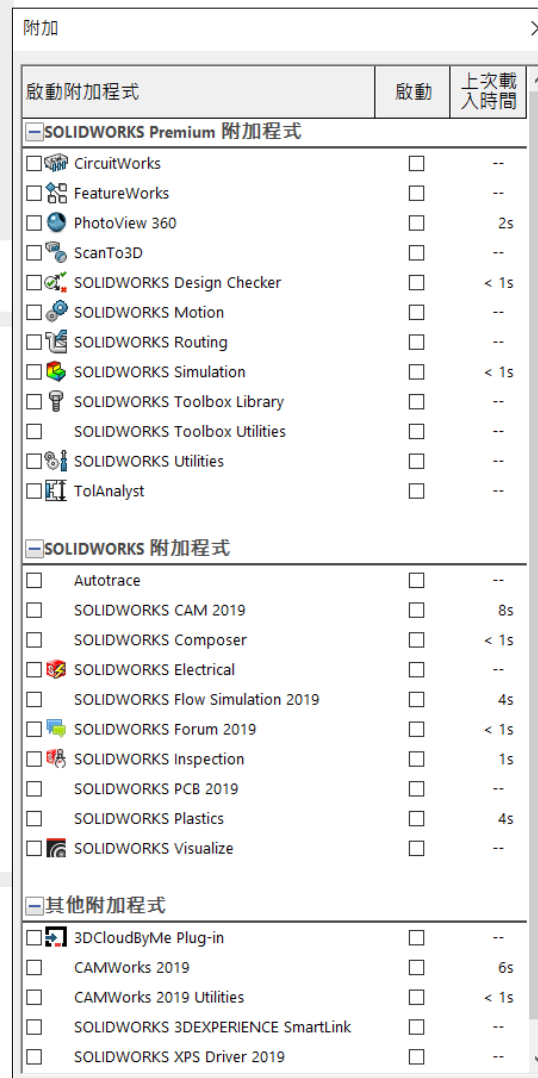 附加
啟動附加程式 啟動 上次載
入時間
SOLIDWORKS Premium 附加程式
CircuitWorks --
FeatureWorks --
PhotoView 360 2s
ScanTo3D --
SOLIDWORKS Design Checker < 1s
SOLIDWORKS Motion --
SOLIDWORKS Routing --
SOLIDWORKS Simulation < 1s
SOLIDWORKS Toolbox Library --
SOLIDWORKS Toolbox Utilities --
SOLIDWORKS Utilities --
TolAnalyst --
SOLIDWORKS 附加程式
Autotrace --
SOLIDWORKS CAM 2019 8s
SOLIDWORKS Composer < 1s
SOLIDWORKS Electrical --
SOLIDWORKS Flow Simulation 2019 4s
SOLIDWORKS Forum 2019 < 1s
SOLIDWORKS Inspection 1s
SOLIDWORKS PCB 2019 --
SOLIDWORKS Plastics 4s
SOLIDWORKS Visualize --
其他附加程式
3DCloudByMe Plug-in --
CAMWorks 2019 6s
CAMWorks 2019 Utilities < 1s
SOLIDWORKS 3DEXPERIENCE SmartLink --
SOLIDWORKS XPS Driver 2019 --